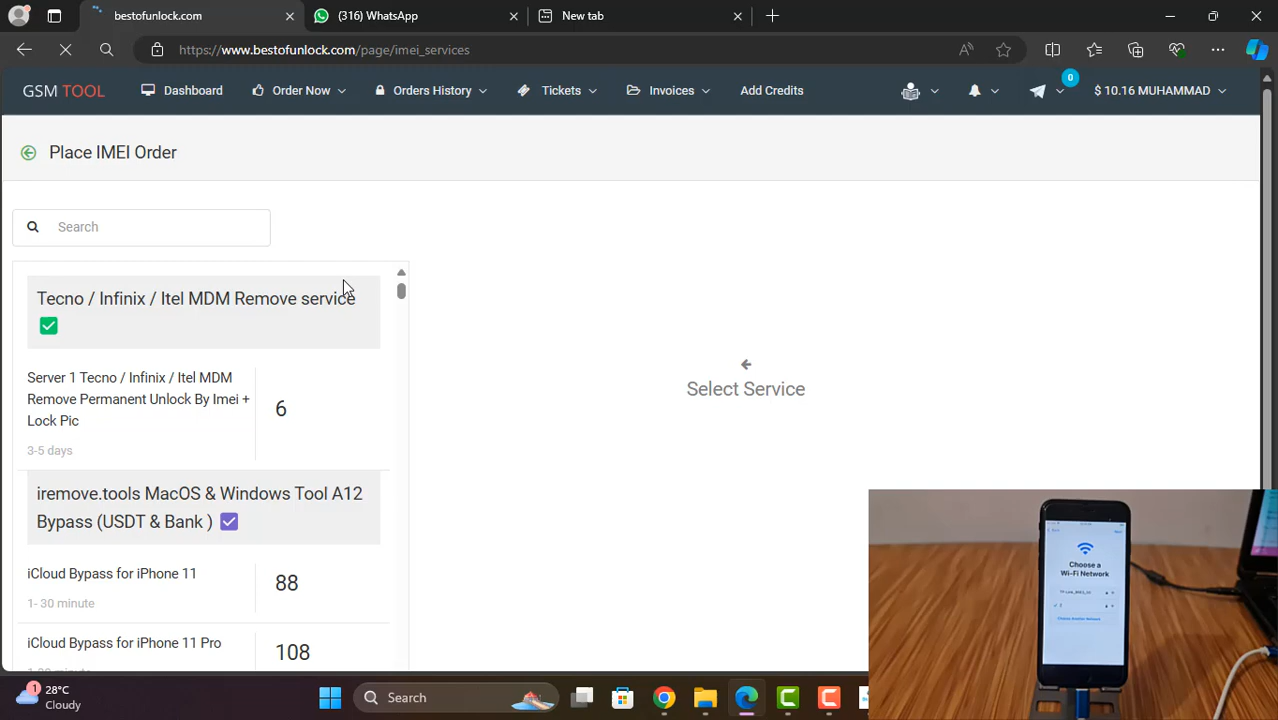 bestofunlock.com
(316) WhatsApp
New tab
https://www.bestofunlock.com/page/imei_services
GSM TOOL
Dashboard
Order Now
Orders History
Tickets
Invoices
Add Credits
0
$ 10.16 MUHAMMAD
Place IMEI Order
Search
Tecno / Infinix / Itel MDM Remove service
Server 1 Tecno / Infinix / Itel MDM
Remove Permanent Unlock By Imei +
Lock Pic
6
3-5 days
iremove.tools MacOS & Windows Tool A12
Bypass (USDT & Bank )
iCloud Bypass for iPhone 11
88
1- 30 minute
iCloud Bypass for iPhone 11 Pro
108
Select Service
Choose a
Wi-Fi Network
Choose Another Network
1
28°C
Cloudy
Search